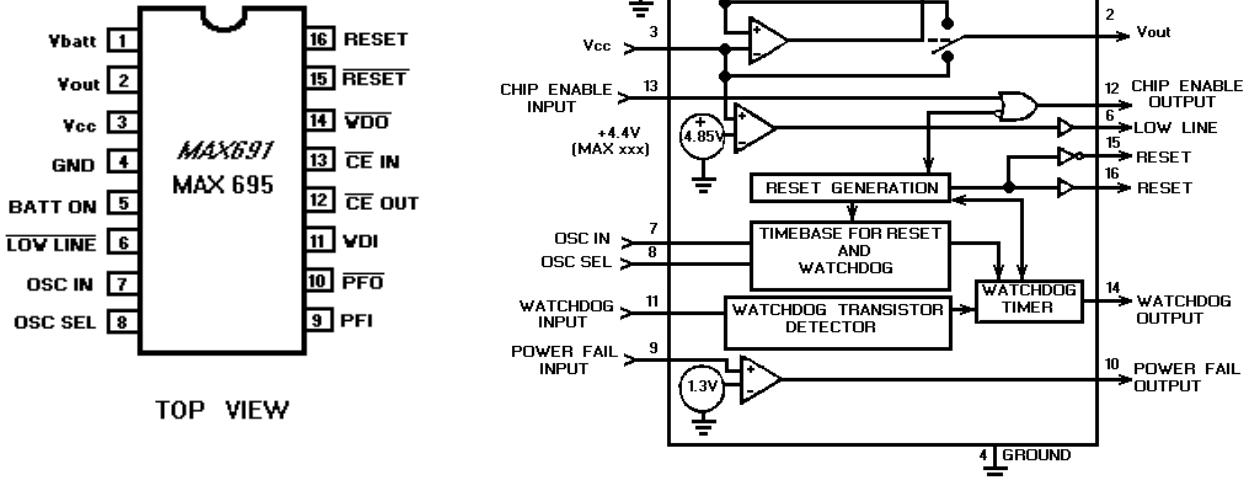 Vbatt 1
Vout 2
Vcc 3
GND 4
BATT ON 5
LOW LINE 6
OSC IN 7
OSC SEL 8
MAX691
MAX 695
16 RESET
15 RESET
14 VDO
13 CE IN
12 CE OUT
11 VDI
10 PFO
9 PFI
TOP VIEW
Vcc 3
CHIP ENABLE 13
INPUT
+4.4V
(MAX xxx)
+
4.85V
+
-
+
-
RESET GENERATION
OSC IN 7
OSC SEL 8
TIMEBASE FOR RESET
AND
WATCHDOG
WATCHDOG 11
INPUT
WATCHDOG TRANSISTOR
DETECTOR
WATCHDOG
TIMER
POWER FAIL 9
INPUT
1.3V
+
-
2 Vout
12 CHIP ENABLE
OUTPUT
6 LOW LINE
15 RESET
16 RESET
14 WATCHDOG
OUTPUT
10 POWER FAIL
OUTPUT
4 GROUND